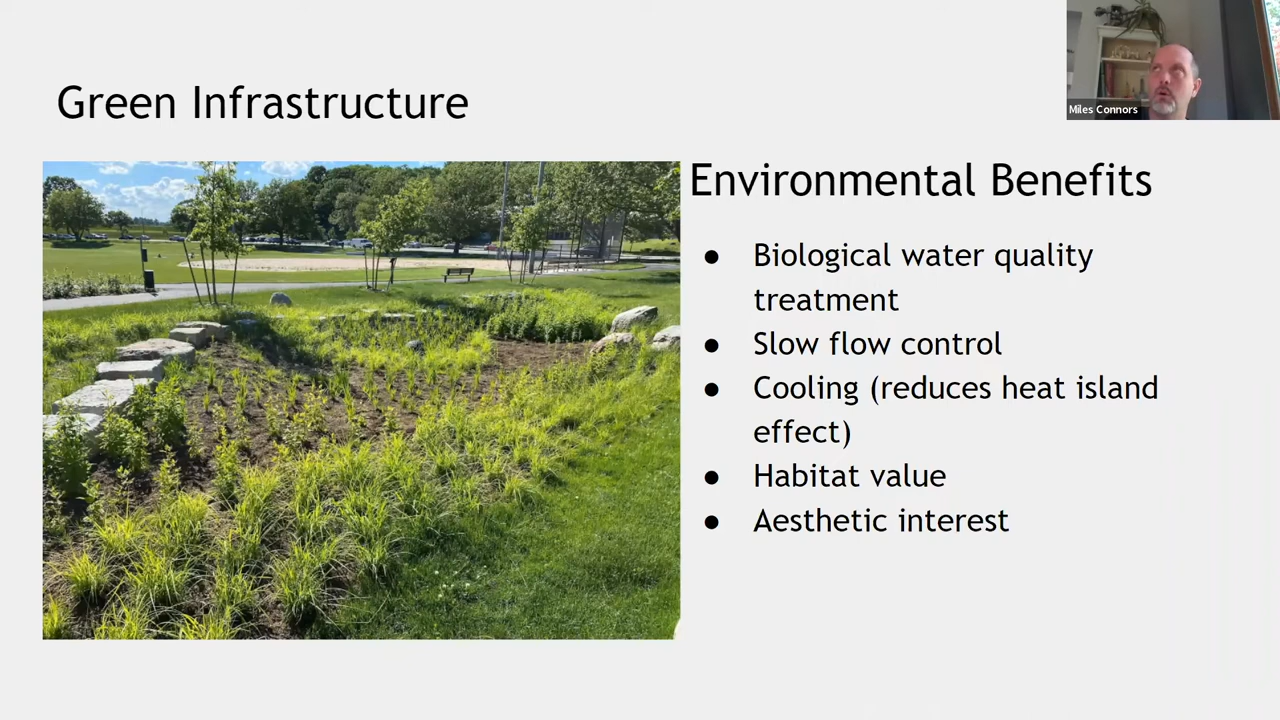 Miles Connors
Green Infrastructure
Environmental Benefits
● Biological water quality
treatment
● Slow flow control
● Cooling (reduces heat island
effect)
● Habitat value
● Aesthetic interest